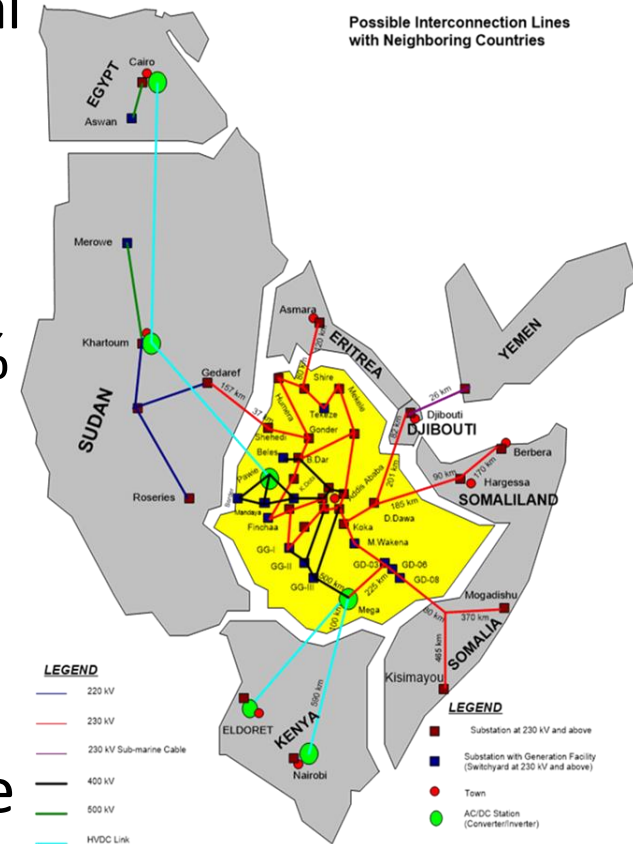 al
%
e
Possible Interconnection Lines
with Neighboring Countries
EGYPT
Cairo
Aswan
Merowe
Khartoum
SUDAN
Gedaref
157 km
37 km
Roseries
Asmara
ERITREA
YEMEN
Shire
Humera
Tekeze
Mekele
Gonder
Shehedi
Beles
B.Dar
Pawie
Mandaya
Finchaa
Addis Ababa
Koka
D.Dawa
M.Wakena
GG-I
GG-II
GG-III
GD-03
GD-06
GD-08
500 km
225 km
100 km
Mega
26 km
Djibouti
DJIBOUTI
201 km
185 km
90 km
170 km
Berbera
Hargessa
SOMALILAND
Mogadishu
370 km
465 km
SOMALIA
Kisimayou
590 km
ELDORET
KENYA
Nairobi
LEGEND
220 kV
230 kV
230 kV Sub-marine Cable
400 kV
500 kV
HVDC Link
LEGEND
Substation at 230 kV and above
Substation with Generation Facility
(Switchyard at 230 kV and above)
Town
AC/DC Station
(Converter/Inverter)